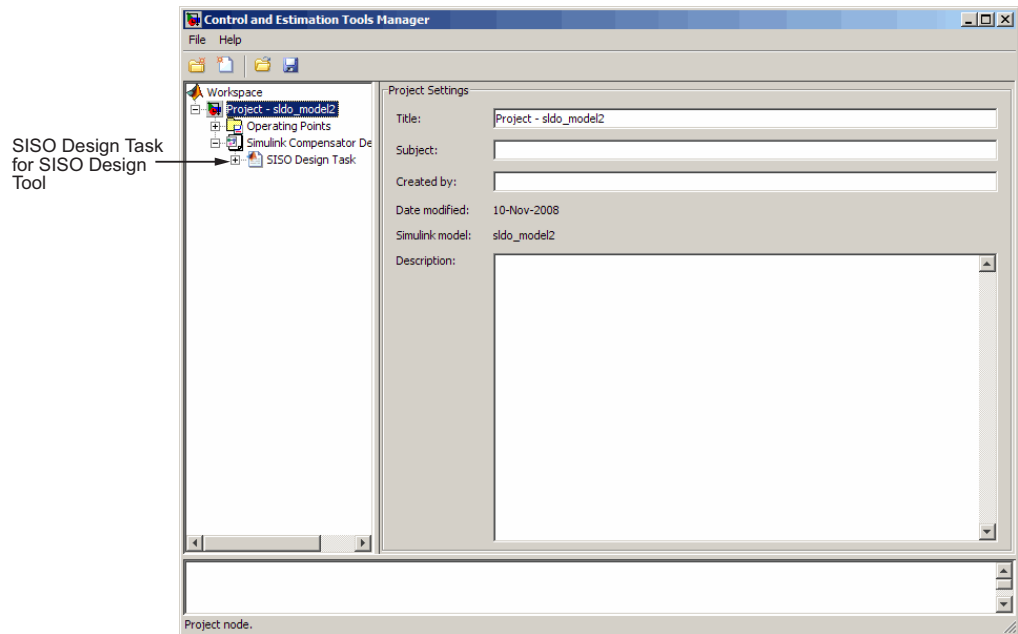 Control and Estimation Tools Manager
File Help
Workspace
Project - sldo_model2
Operating Points
Simulink Compensator De
SISO Design Task
SISO Design Task
for SISO Design
Tool
Project Settings
Title: Project - sldo_model2
Subject:
Created by:
Date modified: 10-Nov-2008
Simulink model: sldo_model2
Description:
Project node.